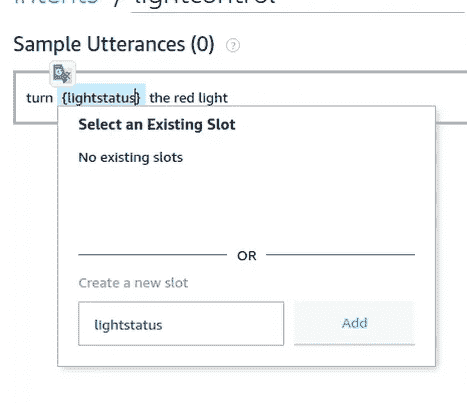 Intents / lightcontrol
Sample Utterances (0) ?
turn {lightstatus} the red light
Select an Existing Slot
No existing slots
OR
Create a new slot
lightstatus Add